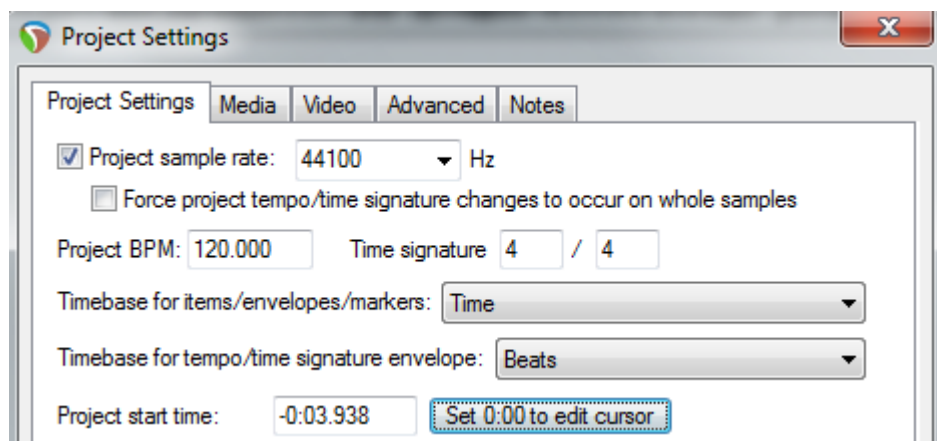 Project Settings
Project Settings Media Video Advanced Notes
Project sample rate: 44100 Hz
Force project tempo/time signature changes to occur on whole samples
Project BPM: 120.000 Time signature 4 / 4
Timebase for items/envelopes/markers: Time
Timebase for tempo/time signature envelope: Beats
Project start time: -0:03.938 Set 0:00 to edit cursor